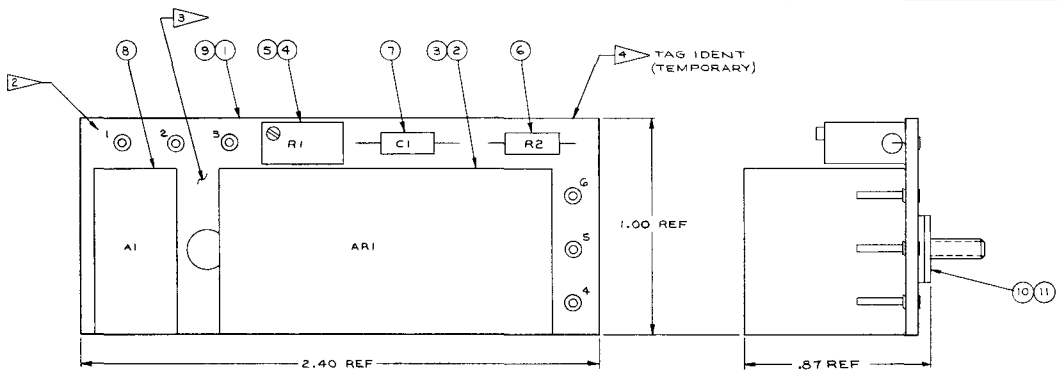 3
8
9 1
5 4
7
3 2
6
4 TAG IDENT
(TEMPORARY)
2
1
2
3
R1
C1
R2
6
A1
AR1
5
4
1.00 REF
10 11
2.40 REF
.87 REF